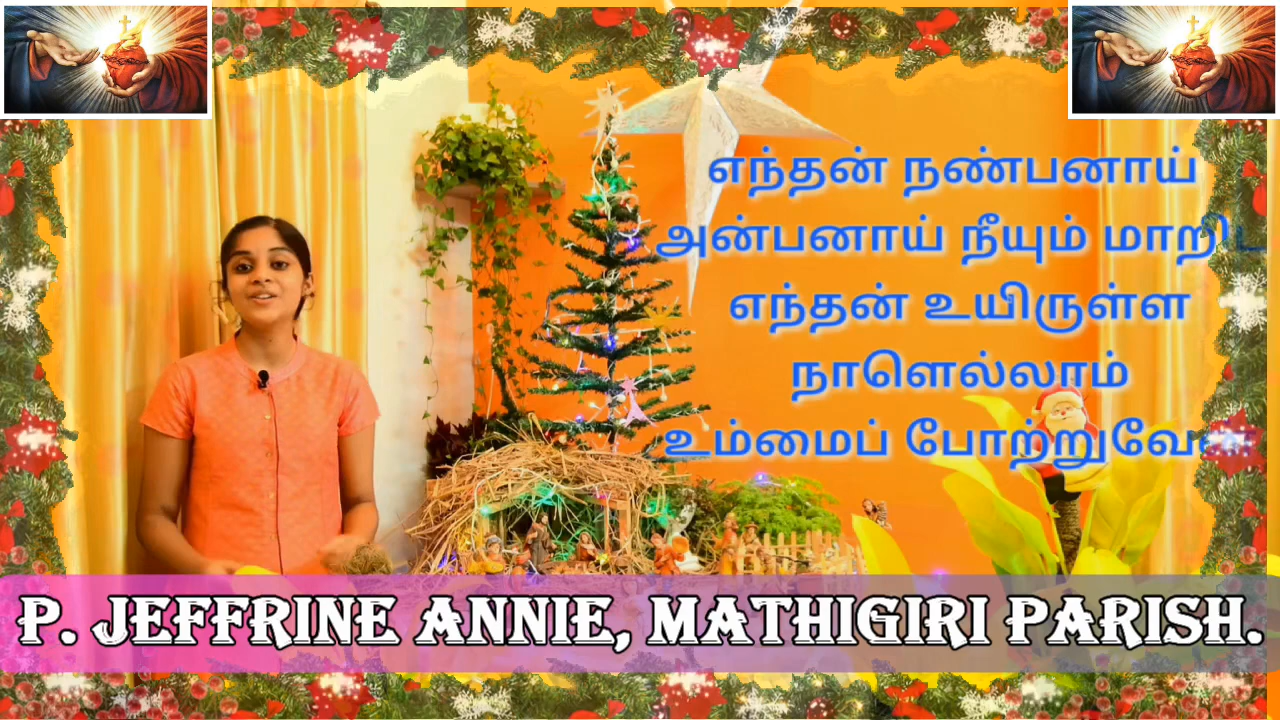 எந்தன் நண்பனாய்
அன்பனாய் நீயும் மாறிட
எந்தன் உயிருள்ள
நாளெல்லாம்
உம்மைப் போற்றுவேன்
P. JEFFRINE ANNIE, MATHIGIRI PARISH.